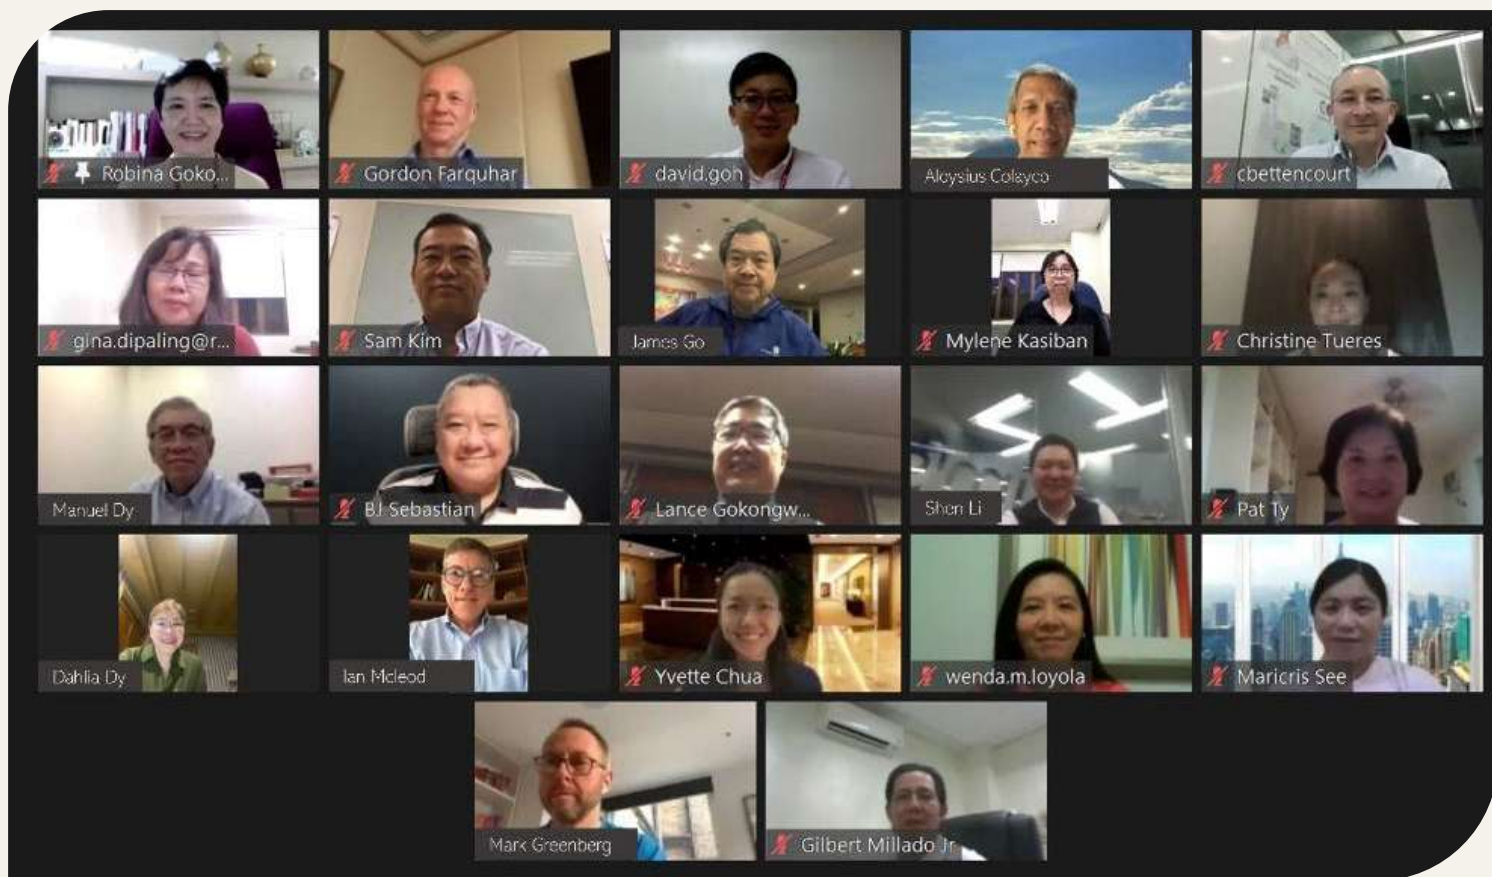 Robina Goko...
Gordon Farquhar
david.goh
Aloysius Colayco
cbettencourt
gina.dipaling@r...
Sam Kim
James Go
Mylene Kasiban
Christine Tueres
Manuel Dy
BJ Sebastian
Lance Gokongw...
Shen Li
Pat Ty
Dahlia Dy
Ian Mcleod
Yvette Chua
wenda.m.loyola
Maricris See
Mark Greenberg
Gilbert Millado Jr